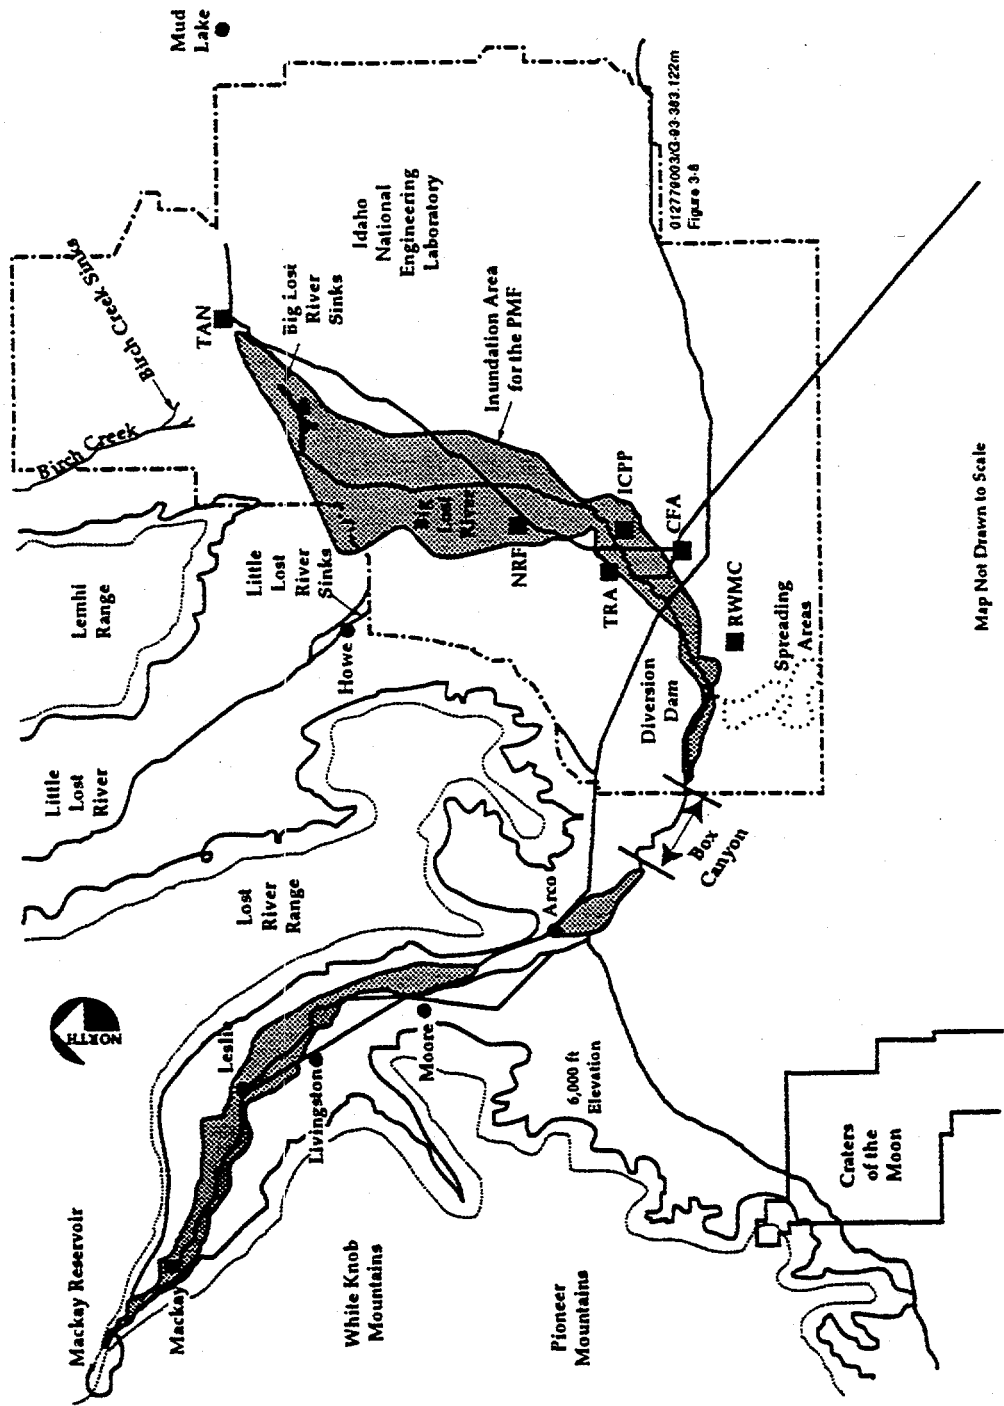 Mackay Reservoir
Mackay
White Knob
Mountains
Pioneer
Mountains
Craters
of the
Moon
NORTH
Leslie
Livingston
Moore
6,000 ft
Elevation
Lost
River
Range
Arco
Box
Canyon
Little
Lost
River
Lemhi
Range
Howe
Little
Lost
River
Sinks
Diversion
Dam
Spreading
Areas
RWMC
TRA
NRF
CFA
ICPP
Big
Lost
River
Birch Creek
Birch Creek Sinks
TAN
Big Lost
River
Sinks
Inundation Area
for the PMF
Idaho
National
Engineering
Laboratory
Mud
Lake
Figure 3-8
Map Not Drawn to Scale